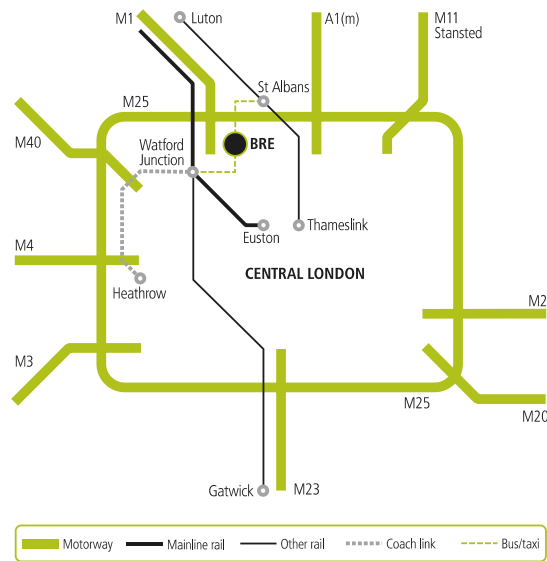 M1
Luton
A1(m)
M11
Stansted
St Albans
M25
M40
Watford
Junction
BRE
Euston
Thameslink
M4
CENTRAL LONDON
Heathrow
M2
M3
M25
M20
Gatwick
M23
Motorway
Mainline rail
Other rail
Coach link
Bus/taxi